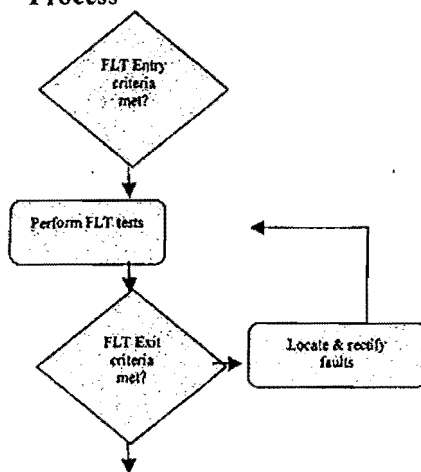 Process
FLT Entry
criteria
met?
Perform FLT tests
FLT Exit
criteria
met?
Locate & rectify
faults